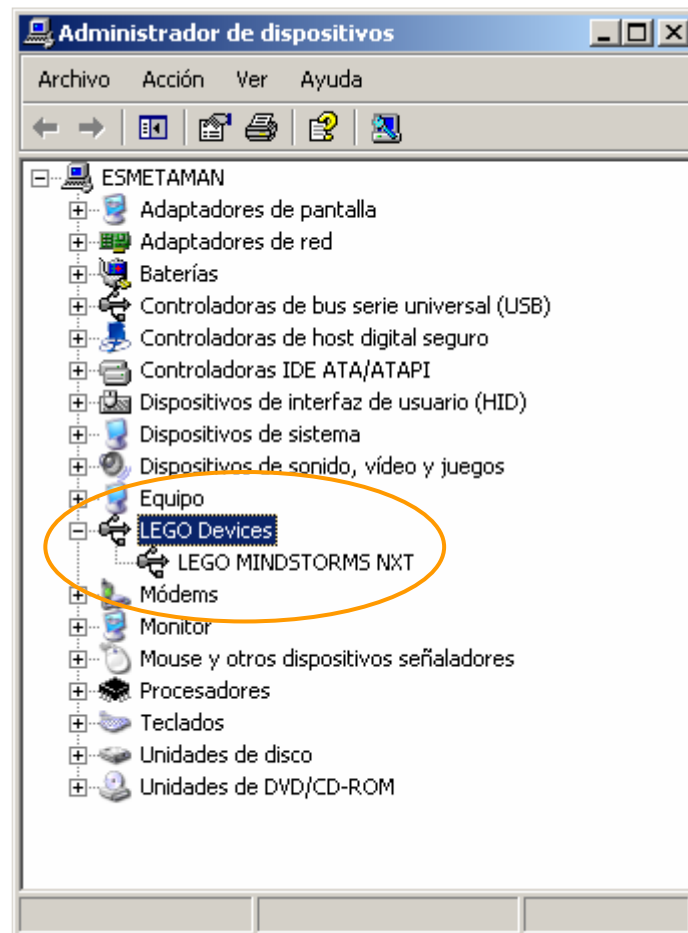 Administrador de dispositivos
Archivo Acción Ver Ayuda
ESMETAMAN
Adaptadores de pantalla
Adaptadores de red
Baterías
Controladoras de bus serie universal (USB)
Controladoras de host digital seguro
Controladoras IDE ATA/ATAPI
Dispositivos de interfaz de usuario (HID)
Dispositivos de sistema
Dispositivos de sonido, vídeo y juegos
Equipo
LEGO Devices
LEGO MINDSTORMS NXT
Módems
Monitor
Mouse y otros dispositivos señaladores
Procesadores
Teclados
Unidades de disco
Unidades de DVD/CD-ROM